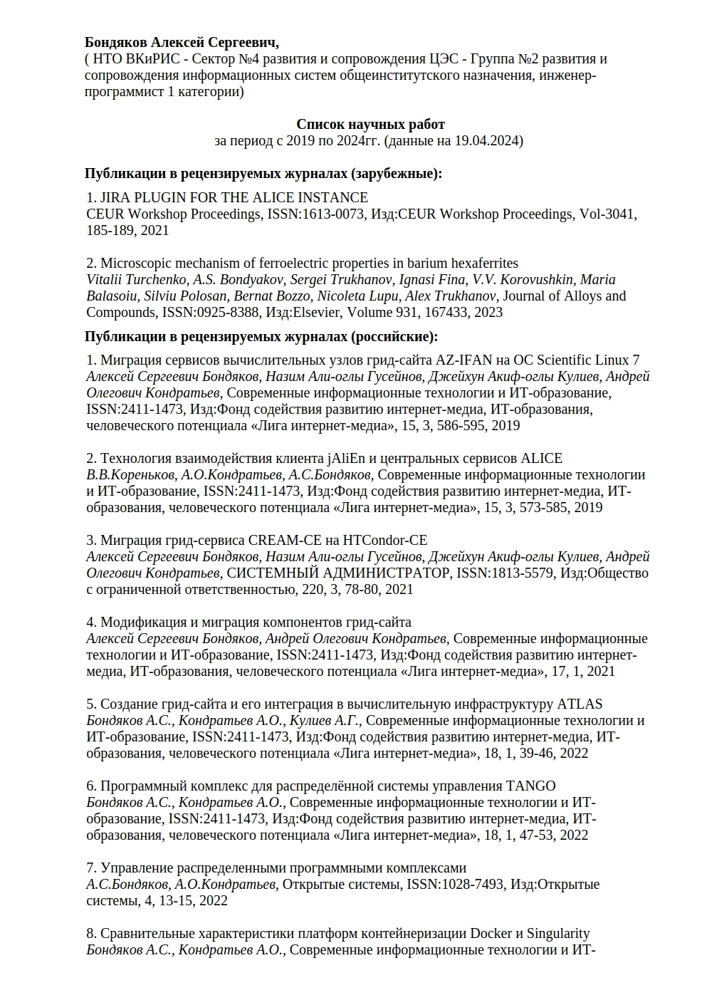 Бондяков Алексей Сергеевич,
( НТО ВКиРИС - Сектор №4 развития и сопровождения ЦЭС - Группа №2 развития и
сопровождения информационных систем общеинститутского назначения, инженер-
программист 1 категории)
Список научных работ
за период с 2019 по 2024гг. (данные на 19.04.2024)
Публикации в рецензируемых журналах (зарубежные):
1. JIRA PLUGIN FOR THE ALICE INSTANCE
CEUR Workshop Proceedings, ISSN:1613-0073, Изд:CEUR Workshop Proceedings, Vol-3041,
185-189, 2021
2. Microscopic mechanism of ferroelectric properties in barium hexaferrites
Vitalii Turchenko, A.S. Bondyakov, Sergei Trukhanov, Ignasi Fina, V.V. Korovushkin, Maria
Balasoiu, Silviu Polosan, Bernat Bozzo, Nicoleta Lupu, Alex Trukhanov, Journal of Alloys and
Compounds, ISSN:0925-8388, Изд:Elsevier, Volume 931, 167433, 2023
Публикации в рецензируемых журналах (российские):
1. Миграция сервисов вычислительных узлов грид-сайта AZ-IFAN на ОС Scientific Linux 7
Алексей Сергеевич Бондяков, Назим Али-оглы Гусейнов, Джейхун Акиф-оглы Кулиев, Андрей
Олегович Кондратьев, Современные информационные технологии и ИТ-образование,
ISSN:2411-1473, Изд:Фонд содействия развитию интернет-медиа, ИТ-образования,
человеческого потенциала «Лига интернет-медиа», 15, 3, 586-595, 2019
2. Технология взаимодействия клиента jAliEn и центральных сервисов ALICE
В.В.Кореньков, А.О.Кондратьев, А.С.Бондяков, Современные информационные технологии
и ИТ-образование, ISSN:2411-1473, Изд:Фонд содействия развитию интернет-медиа, ИТ-
образования, человеческого потенциала «Лига интернет-медиа», 15, 3, 573-585, 2019
3. Миграция грид-сервиса CREAM-CE на HTCondor-CE
Алексей Сергеевич Бондяков, Назим Али-оглы Гусейнов, Джейхун Акиф-оглы Кулиев, Андрей
Олегович Кондратьев, СИСТЕМНЫЙ АДМИНИСТРАТОР, ISSN:1813-5579, Изд:Общество
с ограниченной ответственностью, 220, 3, 78-80, 2021
4. Модификация и миграция компонентов грид-сайта
Алексей Сергеевич Бондяков, Андрей Олегович Кондратьев, Современные информационные
технологии и ИТ-образование, ISSN:2411-1473, Изд:Фонд содействия развитию интернет-
медиа, ИТ-образования, человеческого потенциала «Лига интернет-медиа», 17, 1, 2021
5. Создание грид-сайта и его интеграция в вычислительную инфраструктуру ATLAS
Бондяков А.С., Кондратьев А.О., Кулиев А.Г., Современные информационные технологии и
ИТ-образование, ISSN:2411-1473, Изд:Фонд содействия развитию интернет-медиа, ИТ-
образования, человеческого потенциала «Лига интернет-медиа», 18, 1, 39-46, 2022
6. Программный комплекс для распределённой системы управления TANGO
Бондяков А.С., Кондратьев А.О., Современные информационные технологии и ИТ-
образование, ISSN:2411-1473, Изд:Фонд содействия развитию интернет-медиа, ИТ-
образования, человеческого потенциала «Лига интернет-медиа», 18, 1, 47-53, 2022
7. Управление распределенными программными комплексами
А.С.Бондяков, А.О.Кондратьев, Открытые системы, ISSN:1028-7493, Изд:Открытые
системы, 4, 13-15, 2022
8. Сравнительные характеристики платформ контейнеризации Docker и Singularity
Бондяков А.С., Кондратьев А.О., Современные информационные технологии и ИТ-